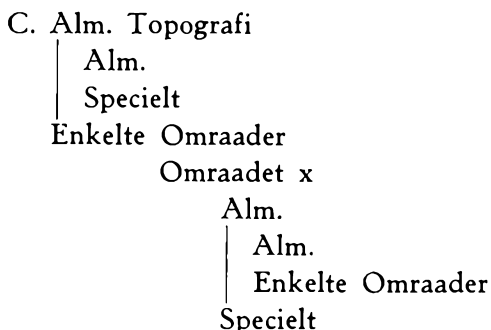 C. Alm. Topografi
Alm.
Specielt
Enkelte Omraader
Omraadet x
Alm.
Alm.
Enkelte Omraader
Specielt